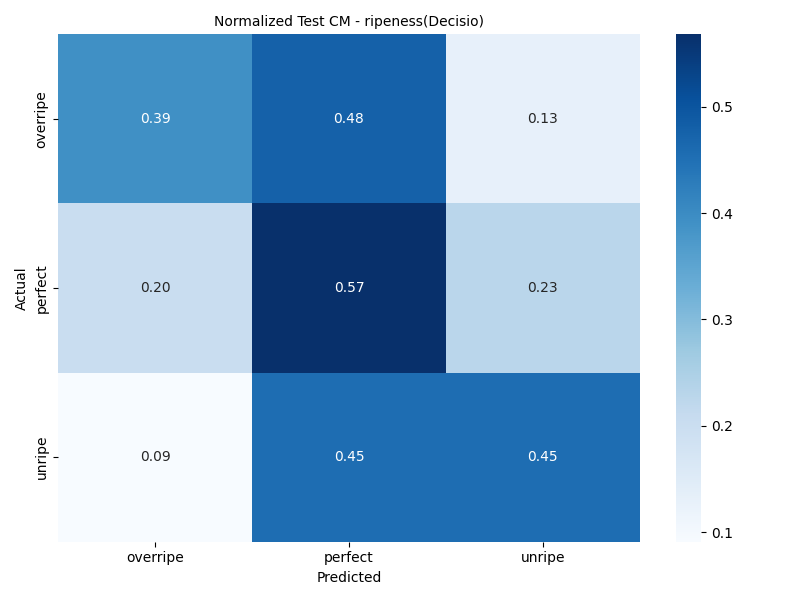 Normalized Test CM - ripeness(Decisio)
Actual
overripe
0.39 0.48 0.13
perfect
0.20 0.57 0.23
unripe
0.09 0.45 0.45
overripe perfect unripe
Predicted
0.5
0.4
0.3
0.2
0.1